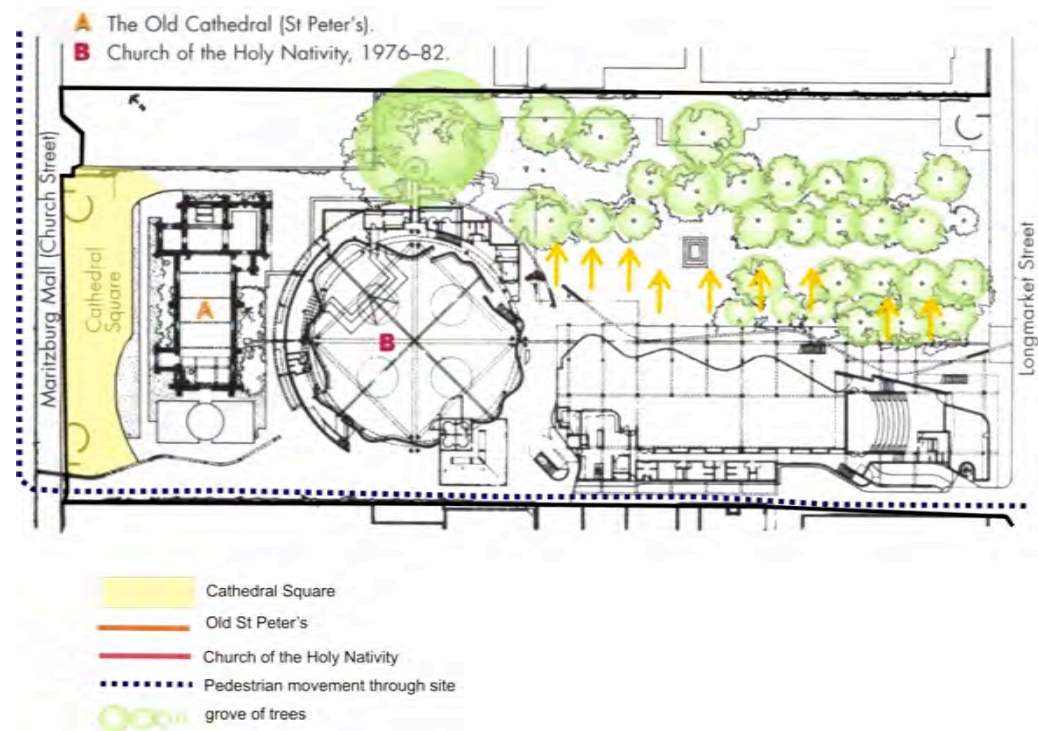 A The Old Cathedral (St Peter's).
B Church of the Holy Nativity, 1976–82.
Maritzburg Mall (Church Street)
Cathedral
Square
A
B
Longmarket Street
Cathedral Square
Old St Peter's
Church of the Holy Nativity
Pedestrian movement through site
grove of trees